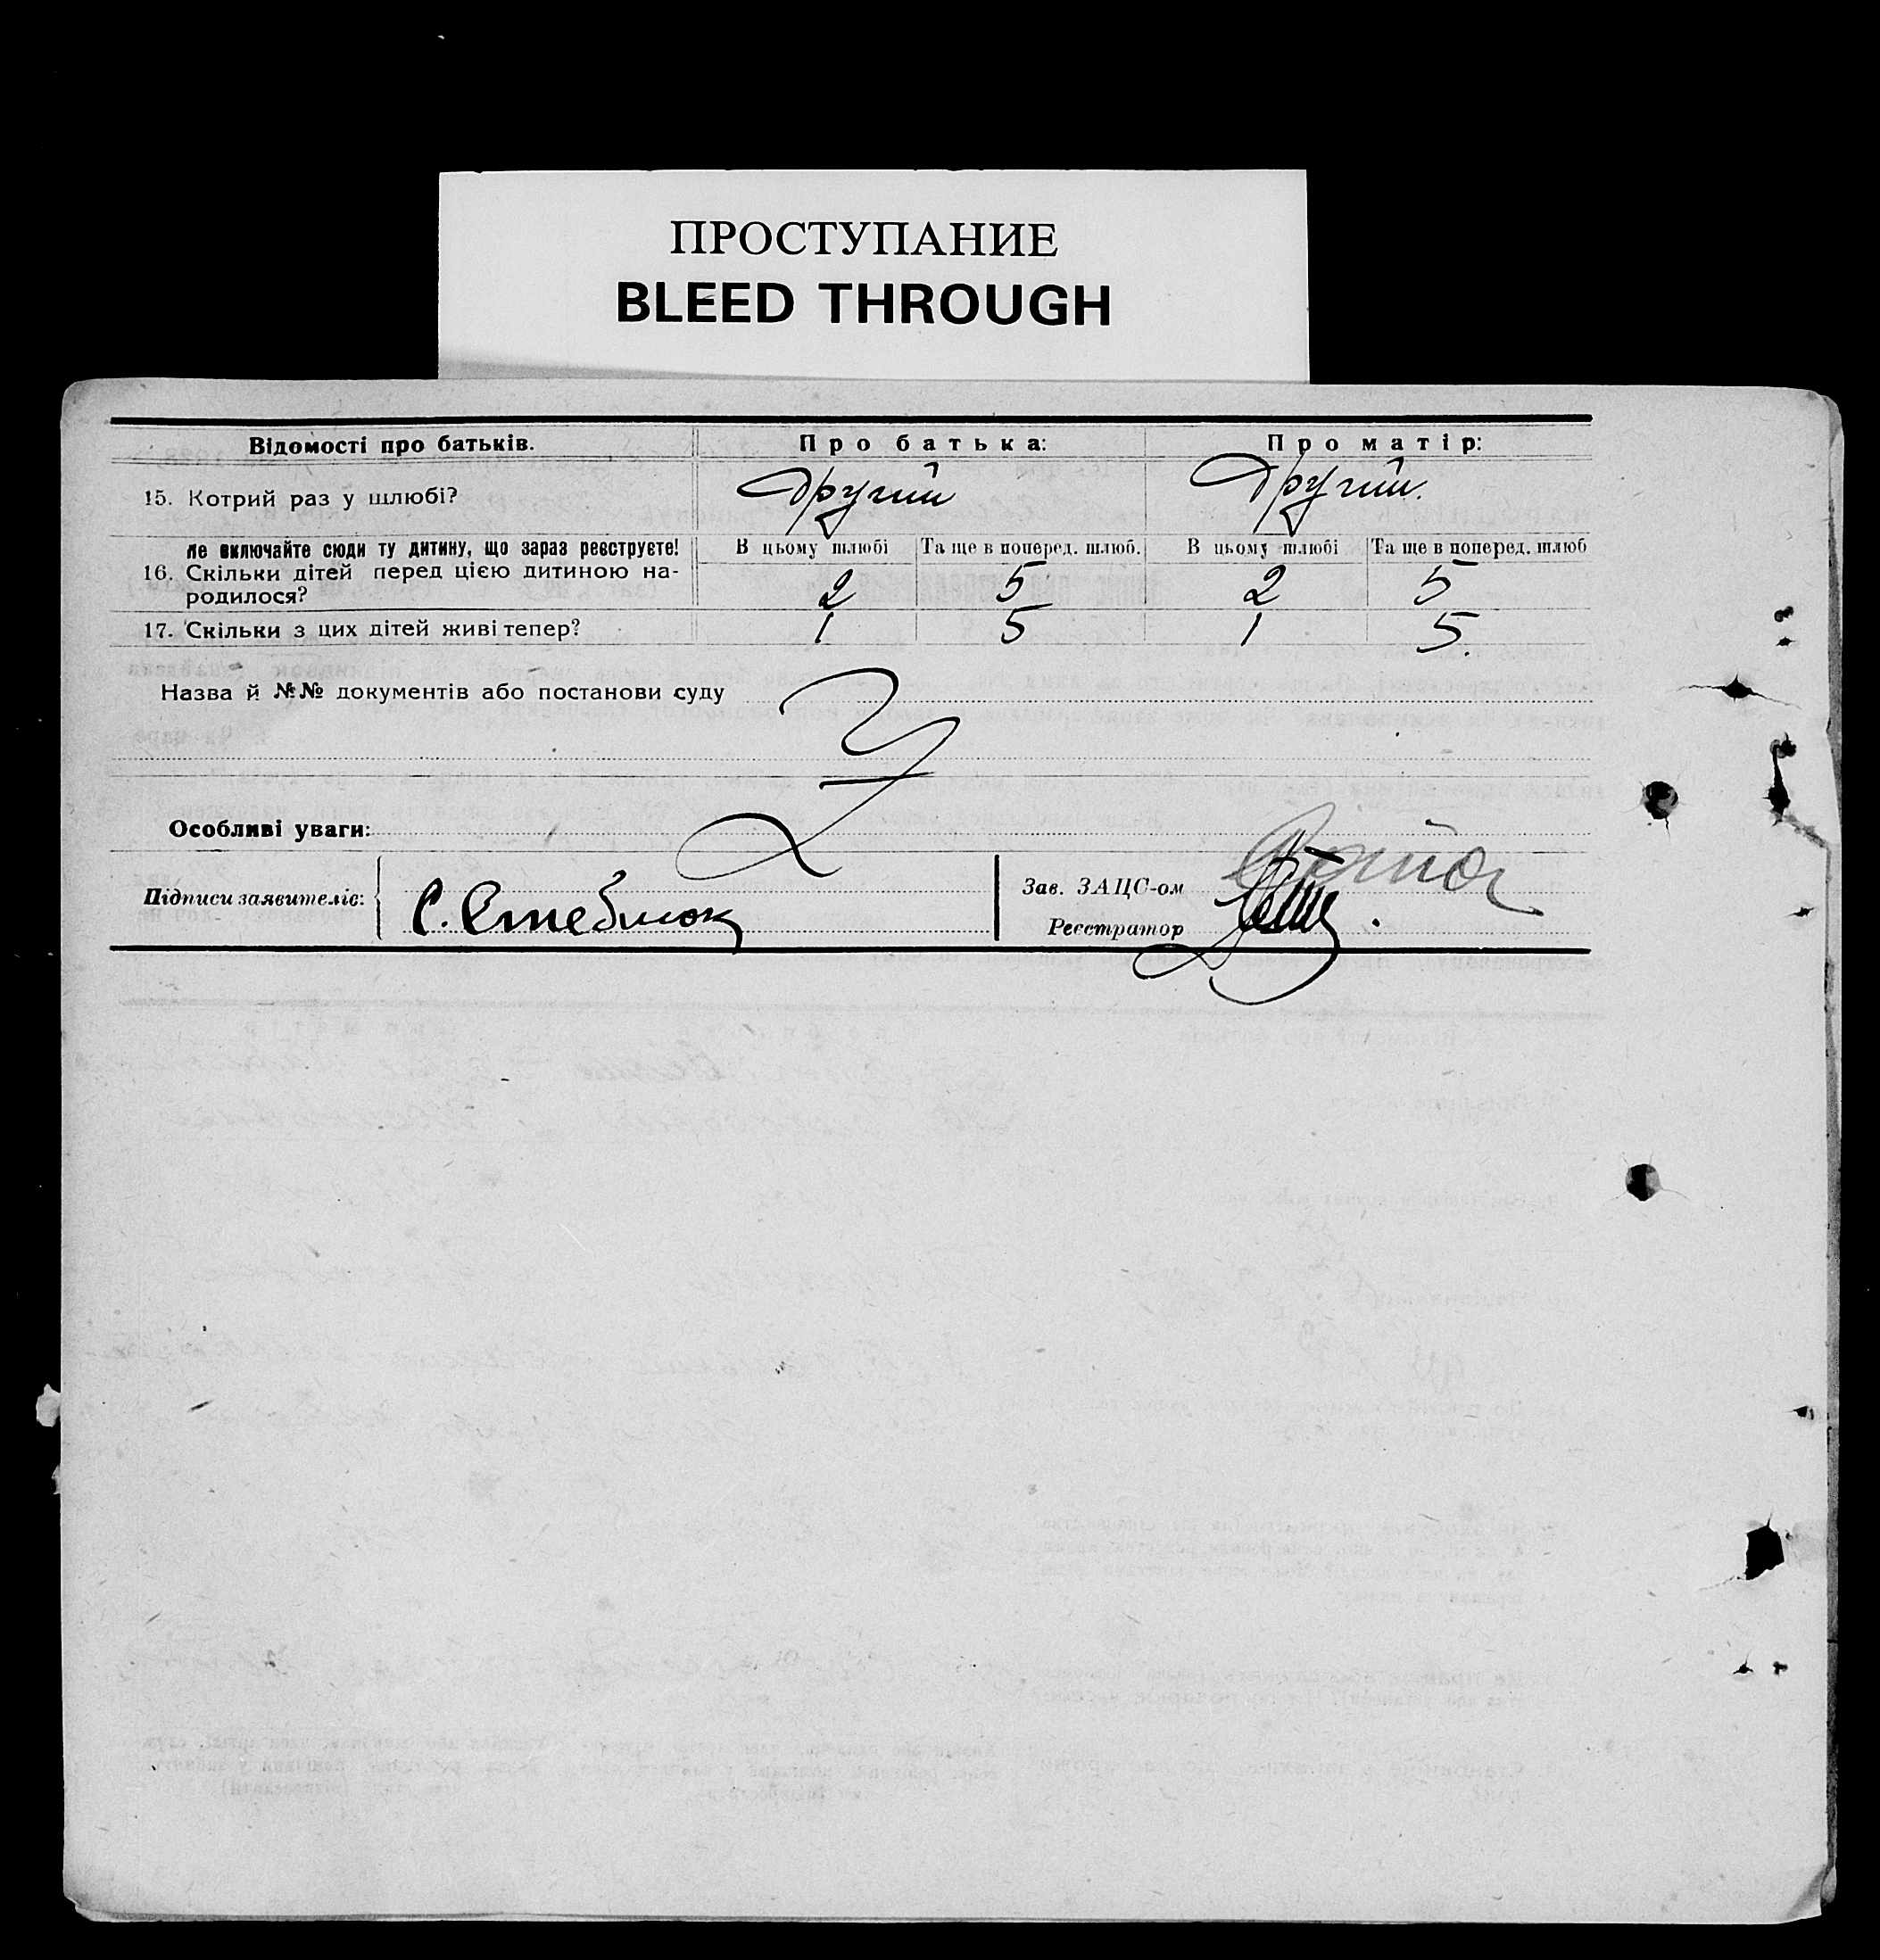 ПРОСТУПАНИЕ
BLEED THROUGH
Відомості про батьків. Про батька: Про матір:
15. Котрий раз у шлюбі? Другий Другий.
Не включайте сюди ту дитину, що зараз реєструєте! В цьому шлюбі Та ще в поперед. шлюб. В цьому шлюбі Та ще в поперед. шлюб
16. Скільки дітей перед цією дитиною на-
родилося? 2 5 2 5
17. Скільки з цих дітей живі тепер? 1 5 1 5.
Назва й №№ документів або постанови суду
Особливі уваги:
Підписи заявителів: С. Стеблюк
Зав. ЗАЦС-ом
Реєстратор